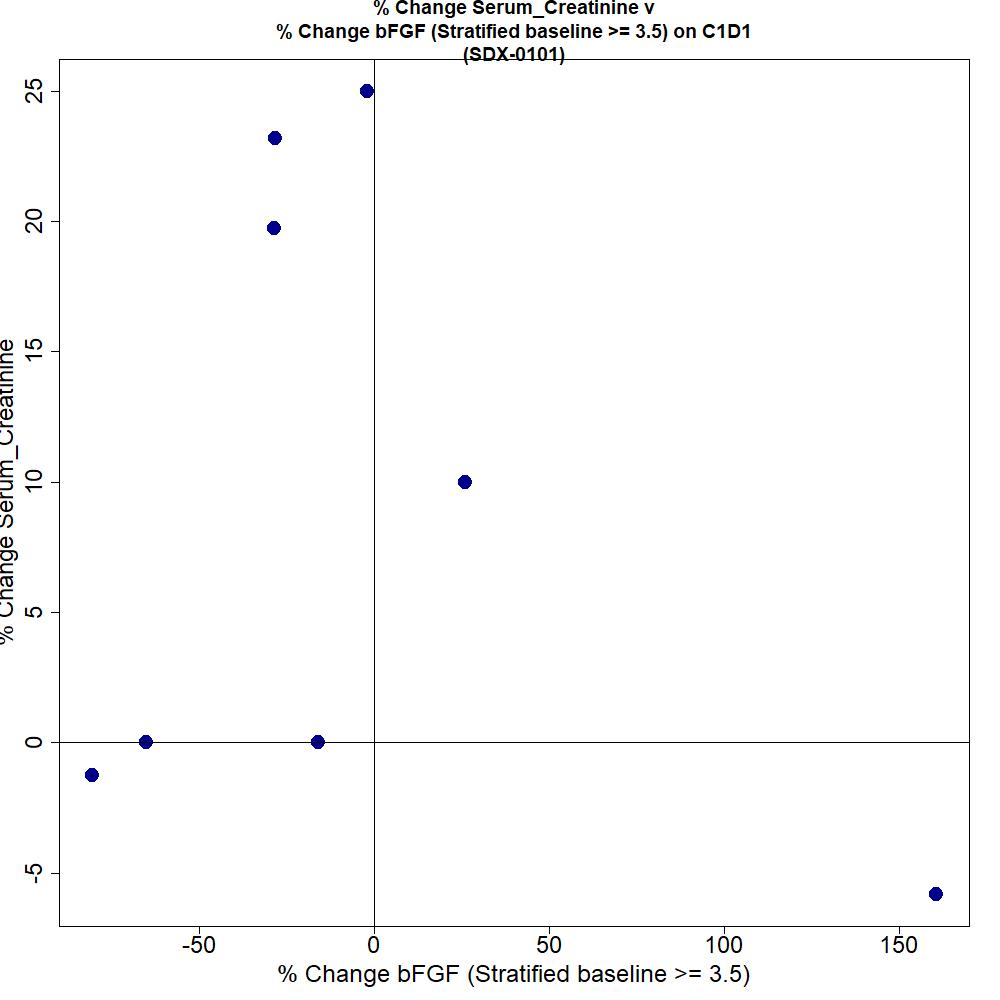 % Change Serum_Creatinine v
% Change bFGF (Stratified baseline >= 3.5) on C1D1
(SDX-0101)
% Change Serum_Creatinine
25
20
15
10
5
0
-5
-50
0
50
100
150
% Change bFGF (Stratified baseline >= 3.5)